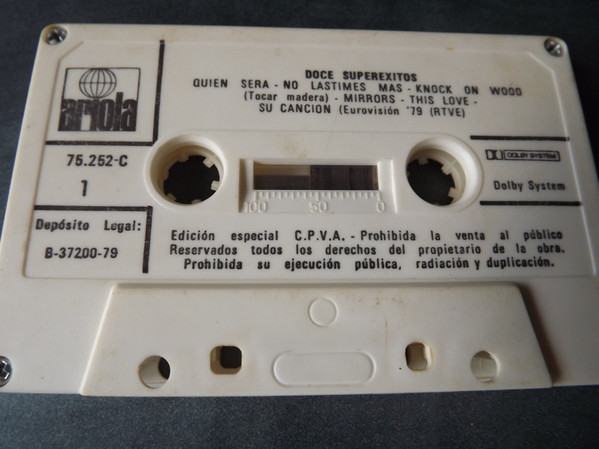 DOCE SUPEREXITOS
QUIEN SERA - NO LASTIMES MAS - KNOCK ON WOOD
(Tocar madera) - MIRRORS - THIS LOVE -
SU CANCION (Eurovisión '79 (RTVE)
ariola
75.252-C
1
DOLBY SYSTEM
Dolby System
100 50 0
Depósito Legal:
B-37200-79
Edición especial C.P.V.A. - Prohibida la venta al público
Reservados todos los derechos del propietario de la obra.
Prohibida su ejecución pública, radiación y duplicación.